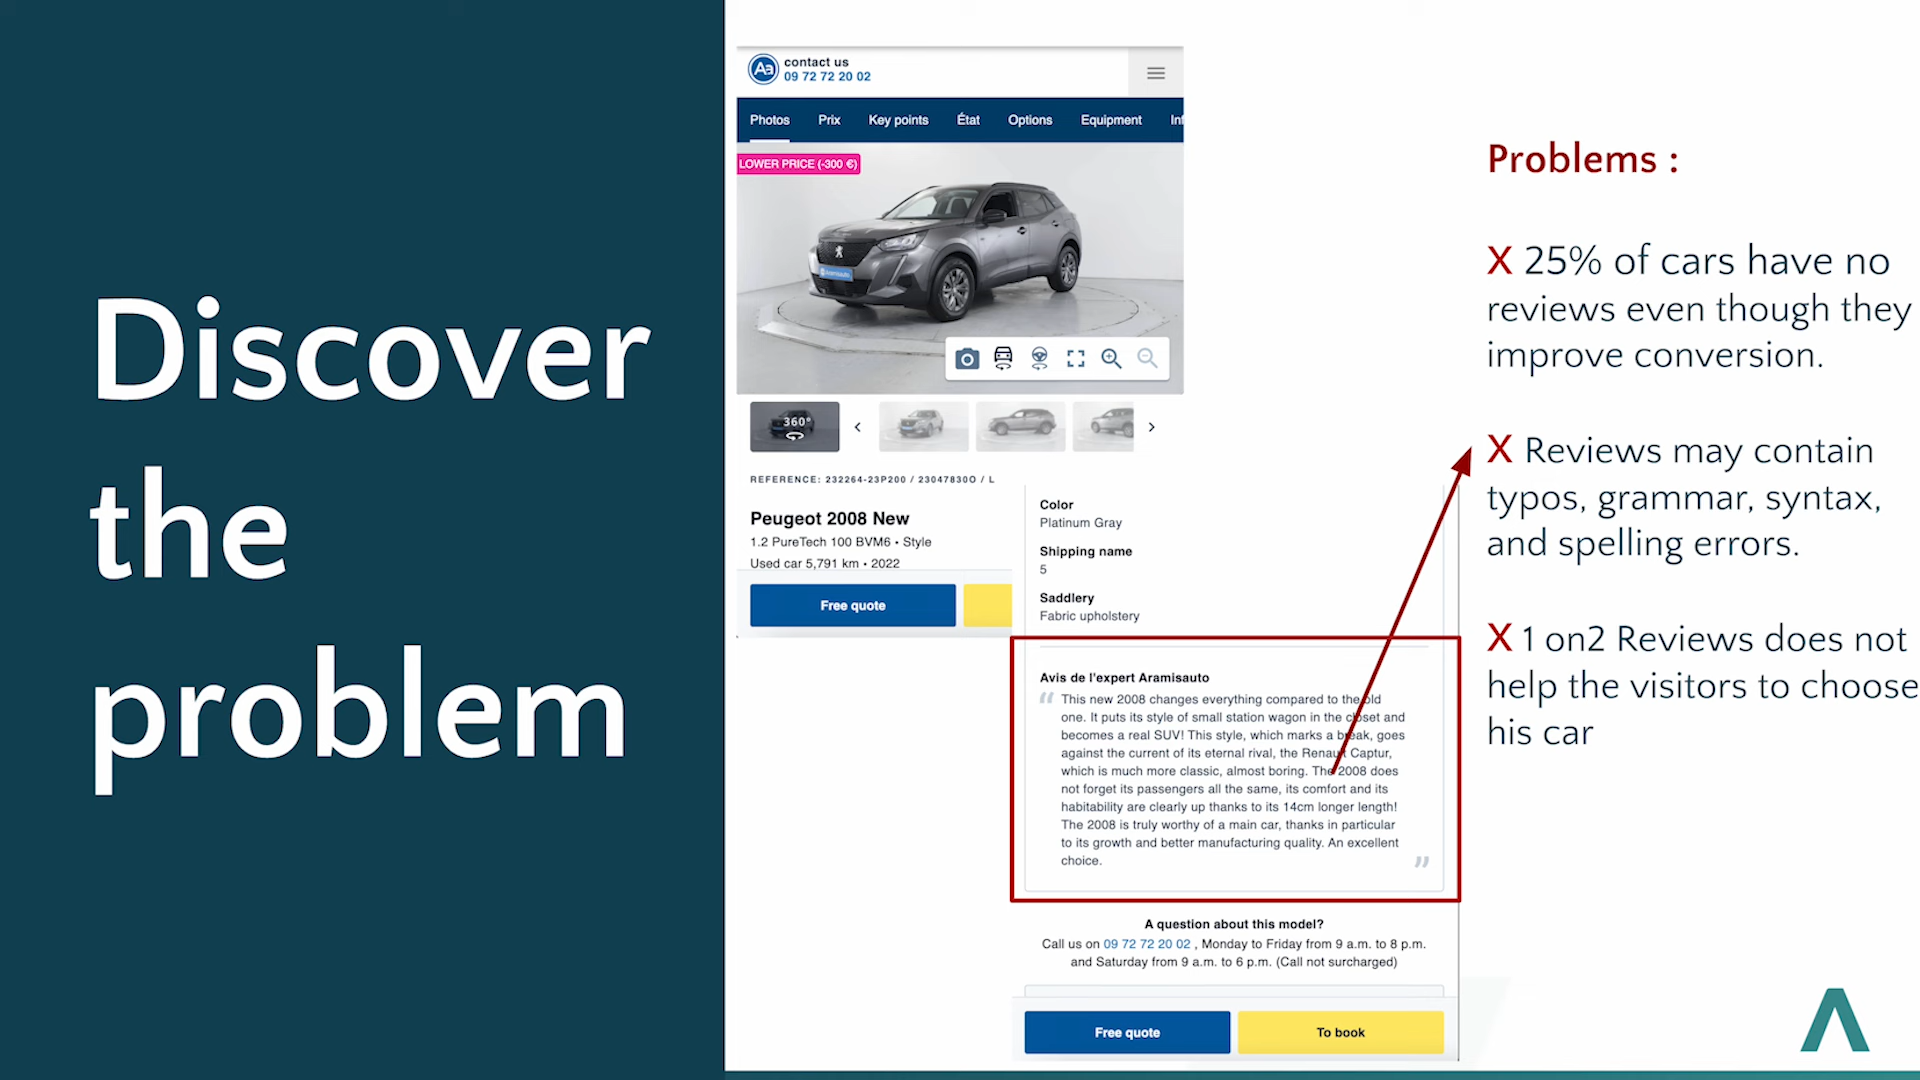 Discover
the
problem
Aa
contact us
09 72 72 20 02
Photos Prix Key points État Options Equipment Inf
LOWER PRICE (-300 €)
Aramisauto
360°
REFERENCE: 232264-23P200 / 23047830O / L
Peugeot 2008 New
1.2 PureTech 100 BVM6 • Style
Used car 5,791 km • 2022
Free quote
Color
Platinum Gray
Shipping name
5
Saddlery
Fabric upholstery
Avis de l'expert Aramisauto
“ This new 2008 changes everything compared to the old
one. It puts its style of small station wagon in the closet and
becomes a real SUV! This style, which marks a break, goes
against the current of its eternal rival, the Renault Captur,
which is much more classic, almost boring. The 2008 does
not forget its passengers all the same, its comfort and its
habitability are clearly up thanks to its 14cm longer length!
The 2008 is truly worthy of a main car, thanks in particular
to its growth and better manufacturing quality. An excellent
choice. ”
A question about this model?
Call us on 09 72 72 20 02 , Monday to Friday from 9 a.m. to 8 p.m.
and Saturday from 9 a.m. to 6 p.m. (Call not surcharged)
Free quote To book
Problems :
X 25% of cars have no
reviews even though they
improve conversion.
X Reviews may contain
typos, grammar, syntax,
and spelling errors.
X 1 on2 Reviews does not
help the visitors to choose
his car